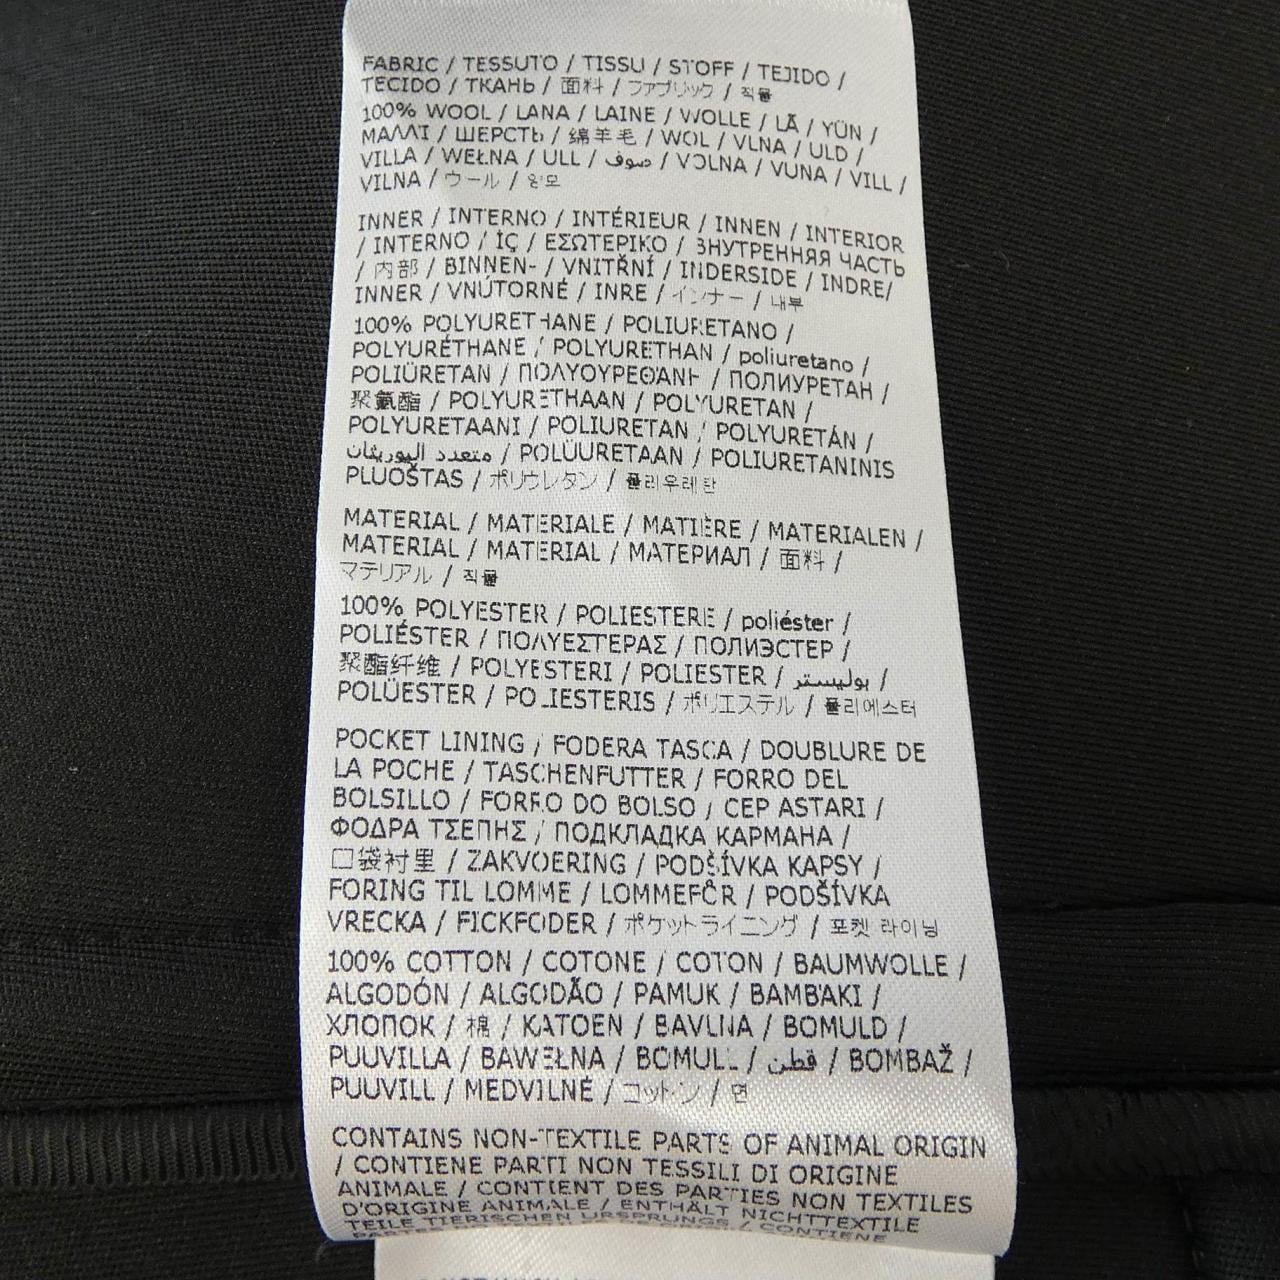 FABRIC / TESSUTO / TISSU / STOFF / TEJIDO /
TECIDO / ТКАНЬ / 面料 / ファブリック / 직물
100% WOOL / LANA / LAINE / WOLLE / LÃ / YÜN /
ΜΑΛΛΙ / ШЕРСТЬ / 绵羊毛 / WOL / VLNA / ULD /
VILLA / WEŁNA / ULL / صوف / VOLNA / VUNA / VILL /
VILNA / ウール / 양모
INNER / INTERNO / INTÉRIEUR / INNEN / INTERIOR
/ INTERNO / İÇ / ΕΣΩΤΕΡΙΚΟ / ВНУТРЕННЯЯ ЧАСТЬ
/ 内部 / BINNEN- / VNITŘNÍ / INDERSIDE / INDRE/
INNER / VNÚTORNÉ / INRE / インナー / 내부
100% POLYURETHANE / POLIURETANO /
POLYURÉTHANE / POLYURETHAN / poliuretano /
POLIÜRETAN / ΠΟΛΥΟΥΡΕΘΑΝΗ / ПОЛИУРЕТАН /
聚氨酯 / POLYURETHAAN / POLYURETAN /
POLYURETAANI / POLIURETAN / POLYURETÁN /
متعدد اليوريثان / POLÜURETAAN / POLIURETANINIS
PLUOŠTAS / ポリウレタン / 폴리우레탄
MATERIAL / MATERIALE / MATIÈRE / MATERIALEN /
MATERIAL / MATERIAL / МАТЕРИАЛ / 面料 /
マテリアル / 직물
100% POLYESTER / POLIESTERE / poliéster /
POLIÉSTER / ΠΟΛΥΕΣΤΕΡΑΣ / ПОЛИЭСТЕР /
聚酯纤维 / POLYESTERI / POLIESTER / بوليستر /
POLÜESTER / POLIESTERIS / ポリエステル / 폴리에스터
POCKET LINING / FODERA TASCA / DOUBLURE DE
LA POCHE / TASCHENFUTTER / FORRO DEL
BOLSILLO / FORRO DO BOLSO / CEP ASTARI /
ΦΟΔΡΑ ΤΣΕΠΗΣ / ПОДКЛАДКА КАРМАНА /
口袋衬里 / ZAKVOERING / PODŠÍVKA KAPSY /
FORING TIL LOMME / LOMMEFÔR / PODŠÍVKA
VRECKA / FICKFODER / ポケットライニング / 포켓 라이닝
100% COTTON / COTONE / COTON / BAUMWOLLE /
ALGODÓN / ALGODÃO / PAMUK / ΒΑΜΒΑΚΙ /
ХЛОПОК / 棉 / KATOEN / BAVLNA / BOMULD /
PUUVILLA / BAWEŁNA / BOMULL / قطن / BOMBAŽ /
PUUVILL / MEDVILNĖ / コットン / 면
CONTAINS NON-TEXTILE PARTS OF ANIMAL ORIGIN
/ CONTIENE PARTI NON TESSILI DI ORIGINE
ANIMALE / CONTIENT DES PARTIES NON TEXTILES
D'ORIGINE ANIMALE / ENTHÄLT NICHTTEXTILE
TEILE TIERISCHEN URSPRUNGS / CONTIENE